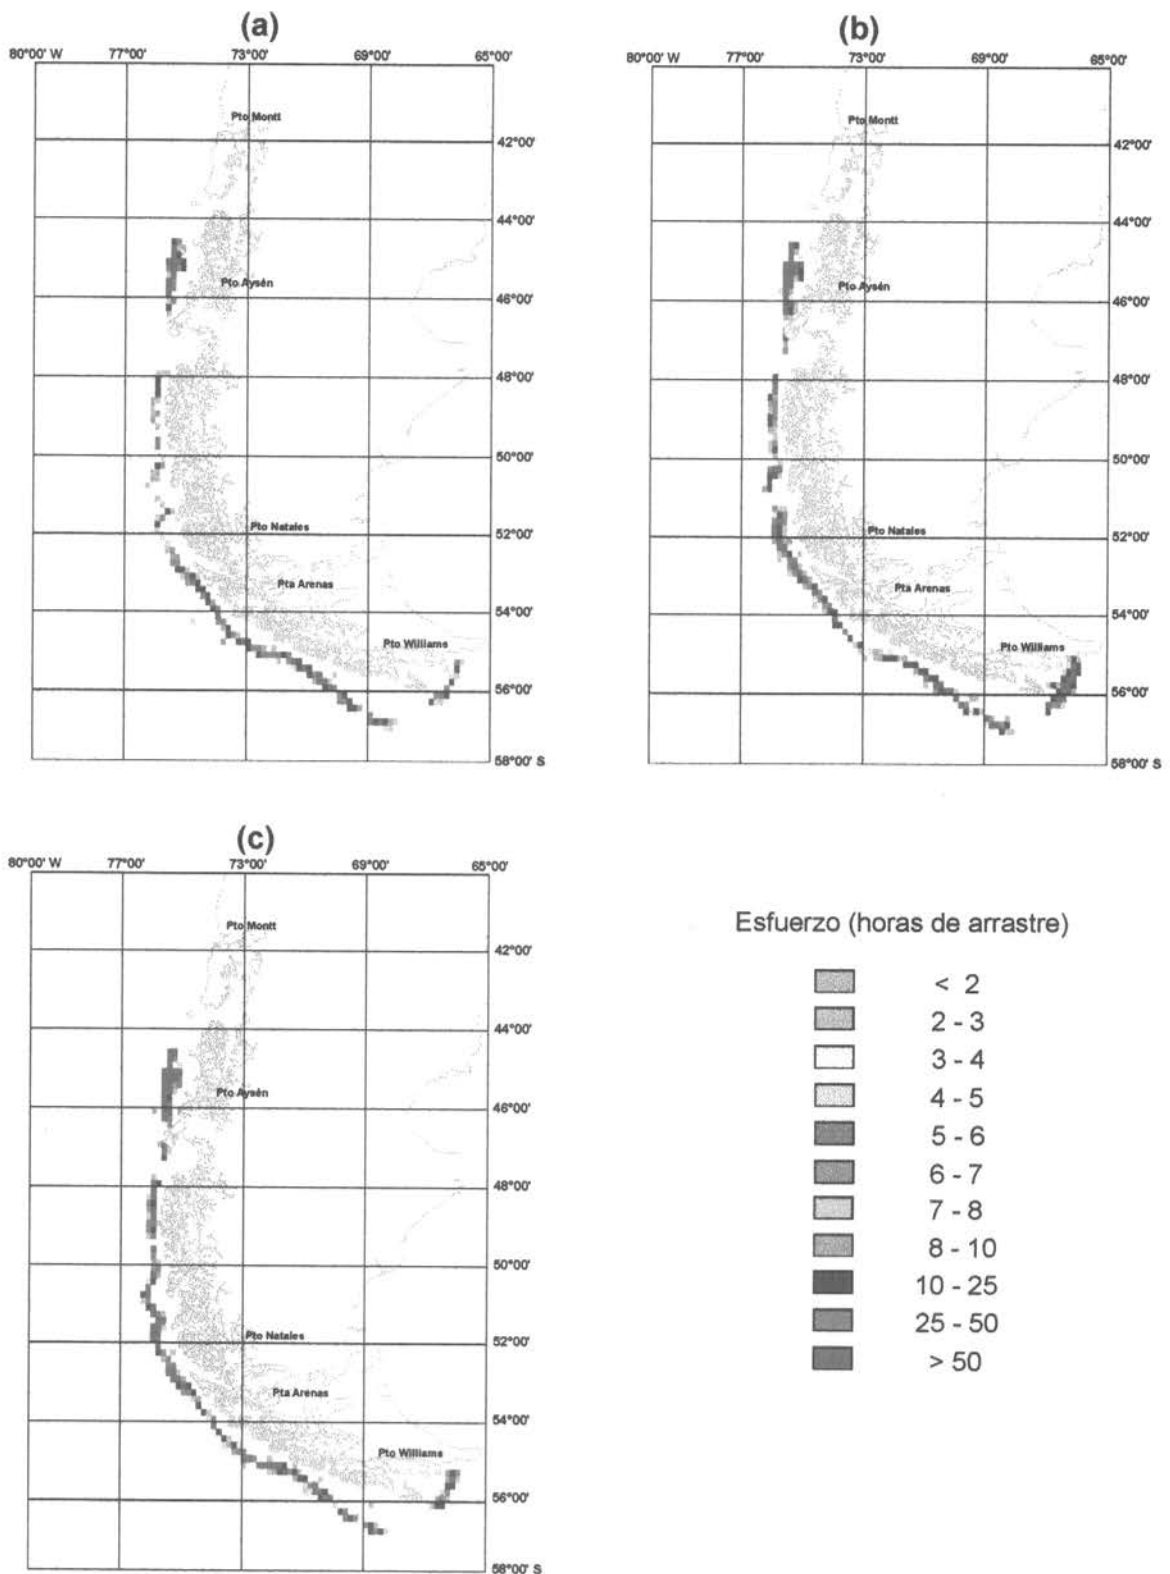 (a)
80°00' W 77°00' 73°00' 69°00' 65°00'
Pto Montt
42°00'
44°00'
Pto Aysén
46°00'
48°00'
50°00'
Pto Natales
52°00'
Pta Arenas
54°00'
Pto Williams
56°00'
58°00' S
(b)
80°00' W 77°00' 73°00' 69°00' 65°00'
Pto Montt
42°00'
44°00'
Pto Aysén
46°00'
48°00'
50°00'
Pto Natales
52°00'
Pta Arenas
54°00'
Pto Williams
56°00'
58°00' S
(c)
80°00' W 77°00' 73°00' 69°00' 65°00'
Pto Montt
42°00'
44°00'
Pto Aysén
46°00'
48°00'
50°00'
Pto Natales
52°00'
Pta Arenas
54°00'
Pto Williams
56°00'
58°00' S
Esfuerzo (horas de arrastre)
< 2
2 - 3
3 - 4
4 - 5
5 - 6
6 - 7
7 - 8
8 - 10
10 - 25
25 - 50
> 50